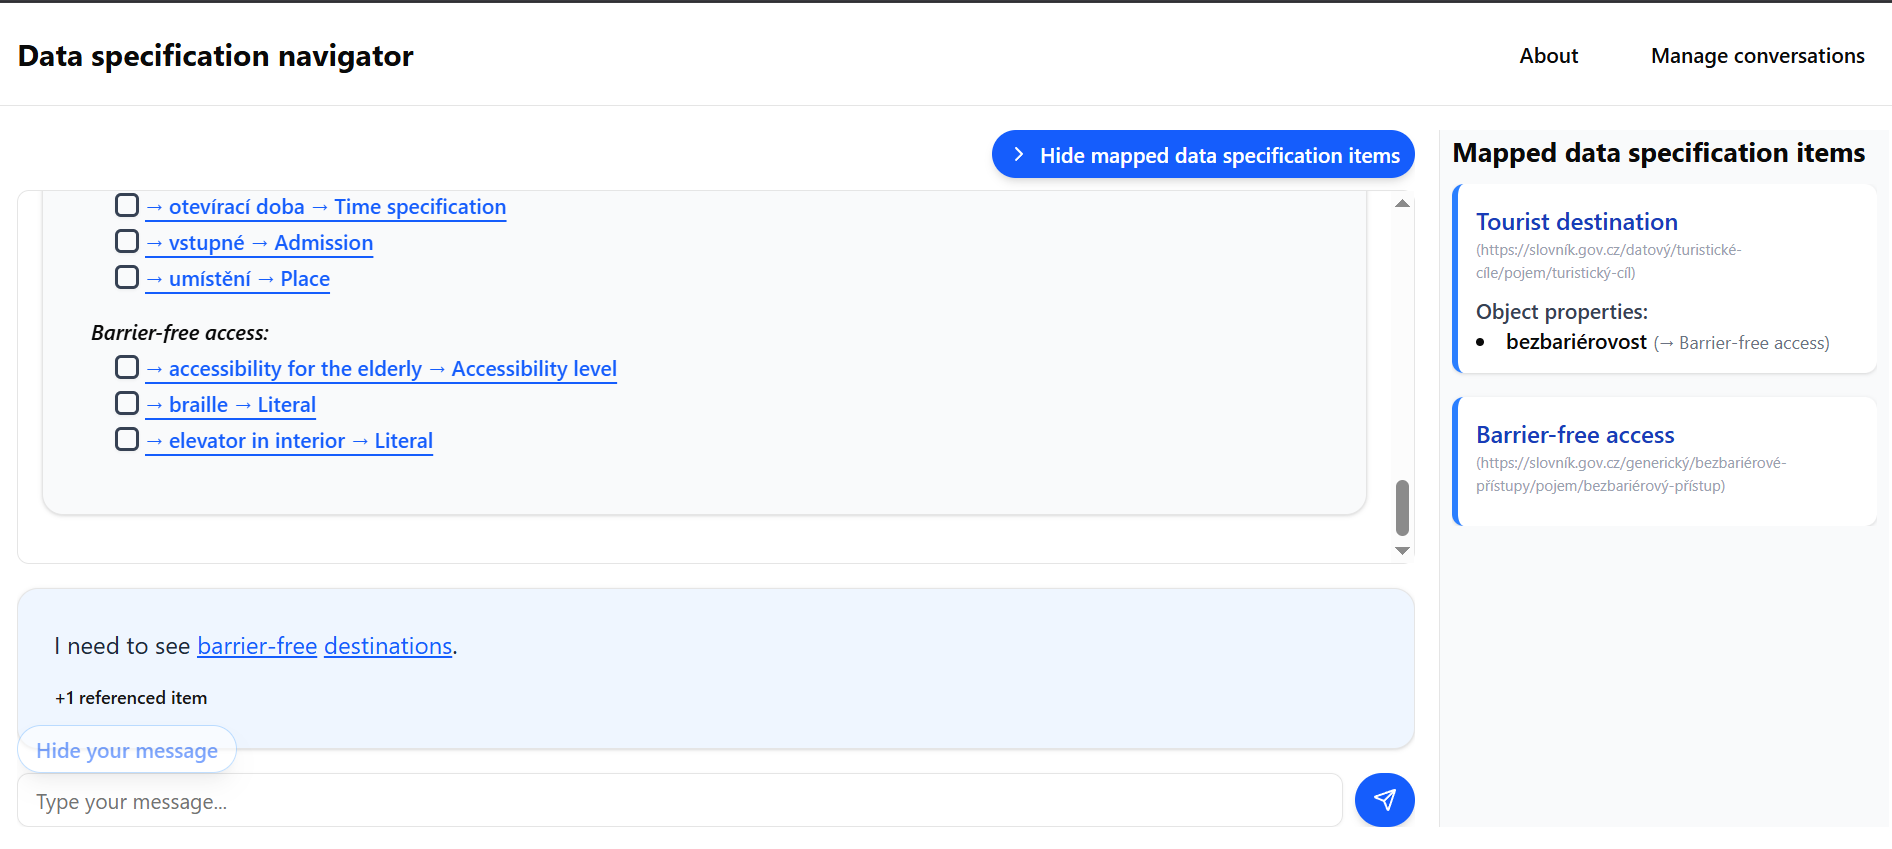 Data specification navigator
About
Manage conversations
Hide mapped data specification items
→ otevírací doba → Time specification
→ vstupné → Admission
→ umístění → Place
Barrier-free access:
→ accessibility for the elderly → Accessibility level
→ braille → Literal
→ elevator in interior → Literal
I need to see barrier-free destinations.
+1 referenced item
Hide your message
Type your message...
Mapped data specification items
Tourist destination
(https://slovník.gov.cz/datový/turistické-
cíle/pojem/turistický-cíl)
Object properties:
• bezbariérovost (→ Barrier-free access)
Barrier-free access
(https://slovník.gov.cz/generický/bezbariérové-
přístupy/pojem/bezbariérový-přístup)